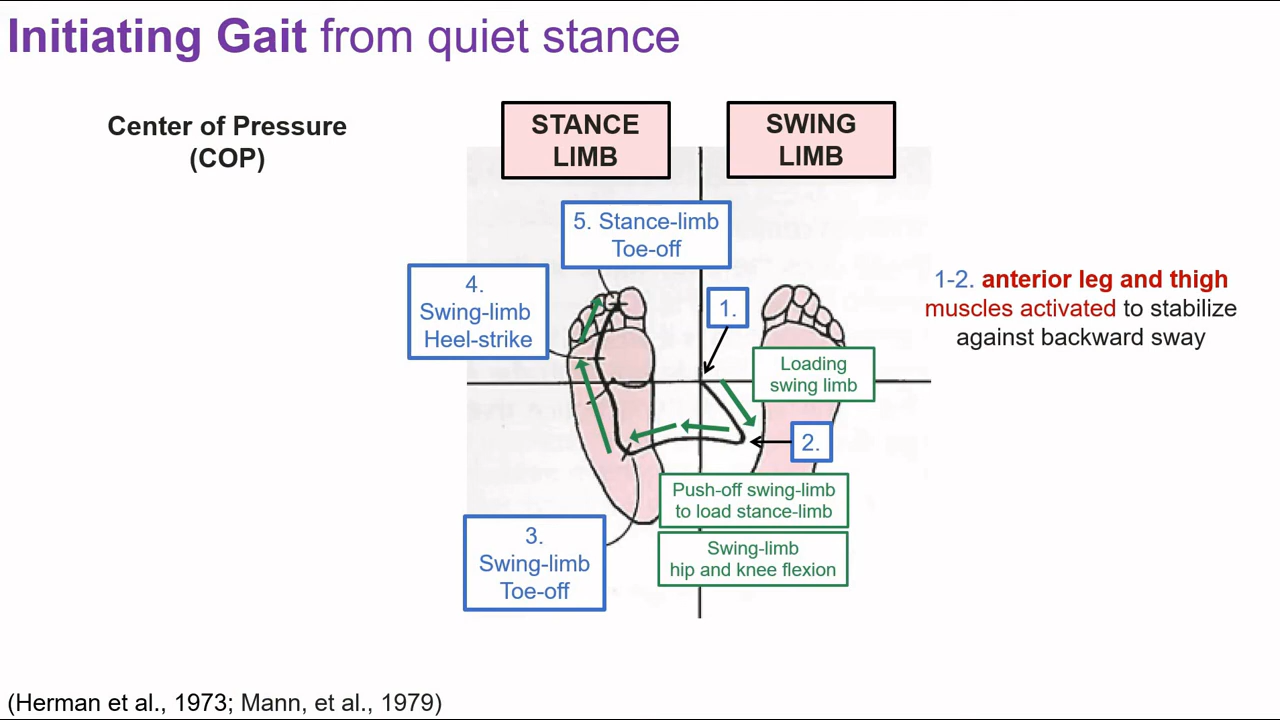 Initiating Gait from quiet stance
Center of Pressure
(COP)
STANCE
LIMB
SWING
LIMB
5. Stance-limb
Toe-off
4.
Swing-limb
Heel-strike
1.
1-2. anterior leg and thigh
muscles activated to stabilize
against backward sway
Loading
swing limb
2.
Push-off swing-limb
to load stance-limb
3.
Swing-limb
Toe-off
Swing-limb
hip and knee flexion
(Herman et al., 1973; Mann, et al., 1979)